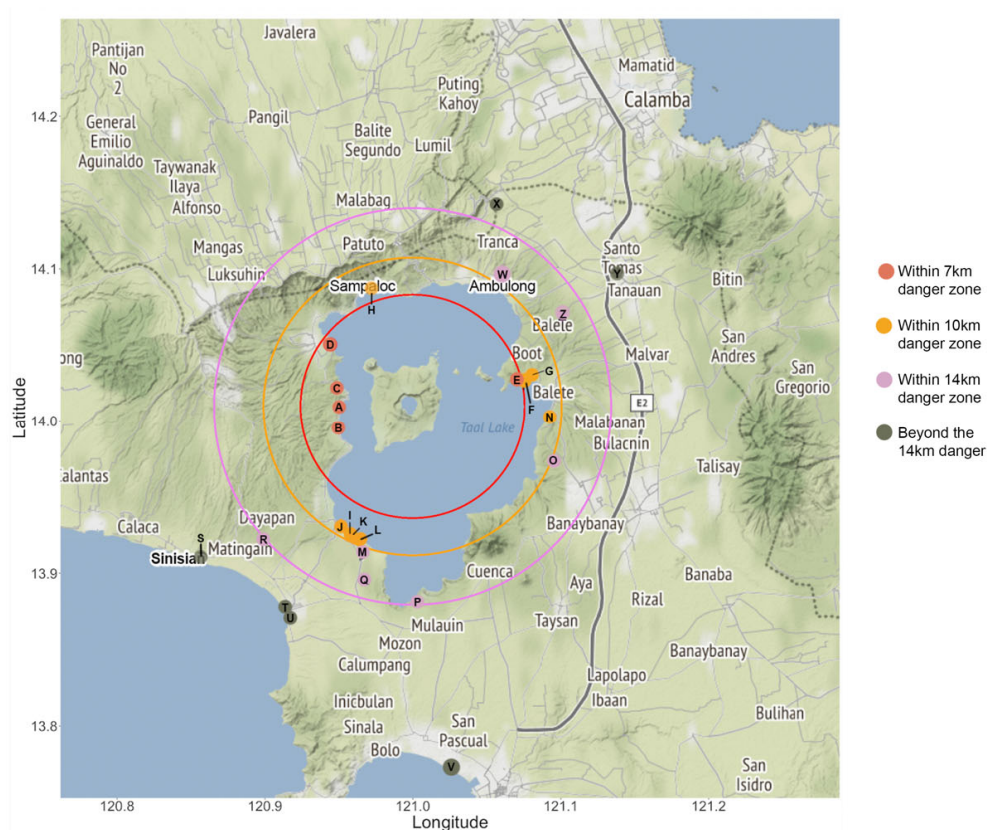 Javalera
Pantijan
No
2
Mamatid
Puting
Kahoy
Calamba
14.2
Pangil
General
Emilio
Aguinaldo
Balite
Segundo
Lumil
Taywanak
Ilaya
Alfonso
Malabag
X
Mangas
Patuto
Tranca
Santo
Tomas
Luksuhin
14.1
W
Y
Bitin
Within 7km
danger zone
Sampaloc
Ambulong
Tanauan
H
Z
Balele
Within 10km
danger zone
D
Boot
Malvar
San
Andres
ong
G
E
San
Gregorio
C
Balete
Within 14km
danger zone
A
F
E2
Latitude
14.0
B
Taal Lake
N
Malabanan
Bulacnin
Beyond the
14km danger
O
Talisay
alantas
Calaca
Dayapan
I
K
J
L
Banaybanay
S
R
Matingain
M
Sinisian
13.9
Q
Cuenca
Aya
Banaba
T
P
Rizal
U
Mulauin
Taysan
Mozon
Banaybanay
Calumpang
Lapolapo
Inicbulan
Ibaan
13.8
Sinala
San
Pascual
Bulihan
Bolo
V
San
Isidro
120.8
120.9
121.0
121.1
121.2
Longitude